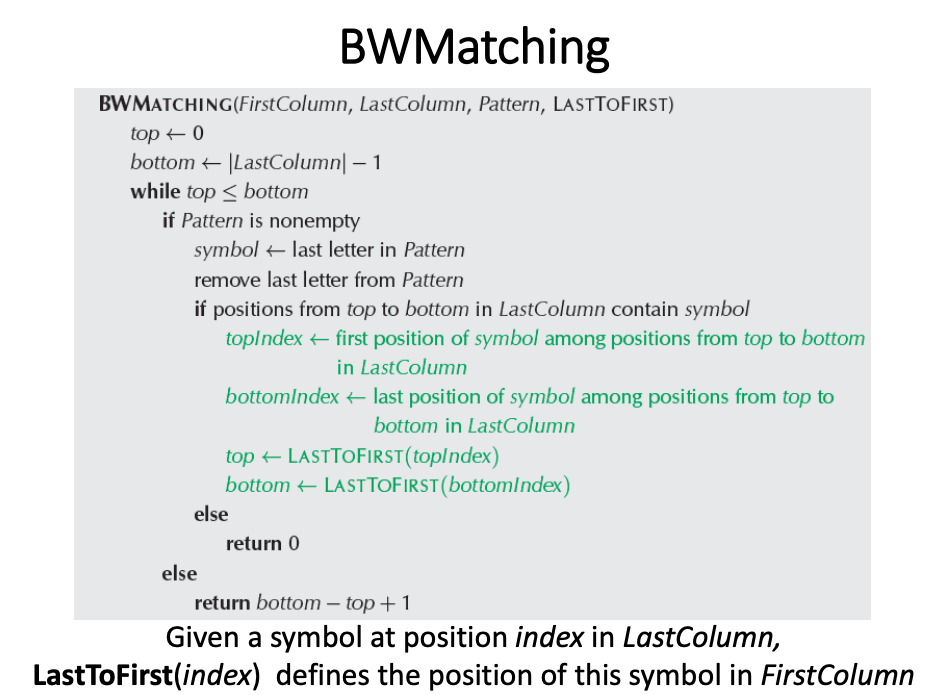 BWMatching
BWMATCHING(FirstColumn, LastColumn, Pattern, LASTTOFIRST)
top ← 0
bottom ← |LastColumn| − 1
while top ≤ bottom
if Pattern is nonempty
symbol ← last letter in Pattern
remove last letter from Pattern
if positions from top to bottom in LastColumn contain symbol
topIndex ← first position of symbol among positions from top to bottom
in LastColumn
bottomIndex ← last position of symbol among positions from top to
bottom in LastColumn
top ← LASTTOFIRST(topIndex)
bottom ← LASTTOFIRST(bottomIndex)
else
return 0
else
return bottom − top + 1
Given a symbol at position index in LastColumn,
LastToFirst(index) defines the position of this symbol in FirstColumn